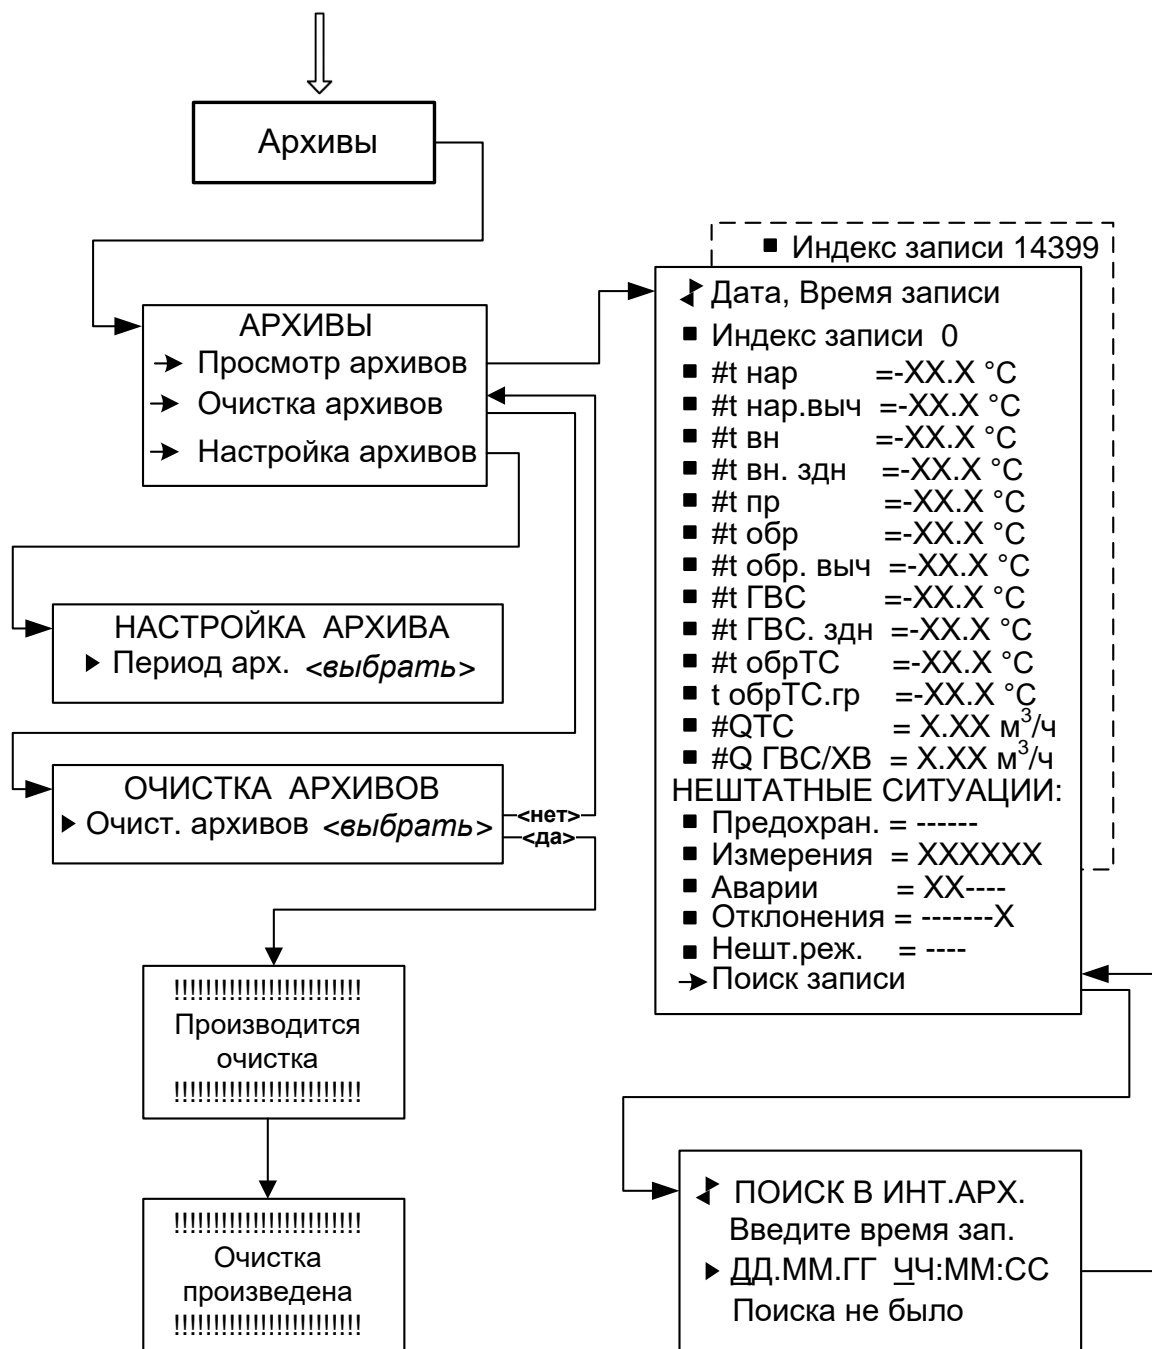 Архивы
АРХИВЫ
Просмотр архивов
Очистка архивов
Настройка архивов
НАСТРОЙКА АРХИВА
Период арх. <выбрать>
ОЧИСТКА АРХИВОВ
Очист. архивов <выбрать>
<нет>
<да>
!!!!!!!!!!!!!!!!!!!!!!!!
Производится
очистка
!!!!!!!!!!!!!!!!!!!!!!!!
!!!!!!!!!!!!!!!!!!!!!!!!
Очистка
произведена
!!!!!!!!!!!!!!!!!!!!!!!!
Индекс записи 14399
Дата, Время записи
Индекс записи 0
#t нар =-XX.X °C
#t нар.выч =-XX.X °C
#t вн =-XX.X °C
#t вн. здн =-XX.X °C
#t пр =-XX.X °C
#t обр =-XX.X °C
#t обр. выч =-XX.X °C
#t ГВС =-XX.X °C
#t ГВС. здн =-XX.X °C
#t обрТС =-XX.X °C
t обрТС.гр =-XX.X °C
#QТС = X.XX м³/ч
#Q ГВС/ХВ = X.XX м³/ч
НЕШТАТНЫЕ СИТУАЦИИ:
Предохран. = ------
Измерения = XXXXXX
Аварии = XX----
Отклонения = -------X
Нешт.реж. = ----
Поиск записи
ПОИСК В ИНТ.АРХ.
Введите время зап.
ДД.ММ.ГГ ЧЧ:ММ:СС
Поиска не было